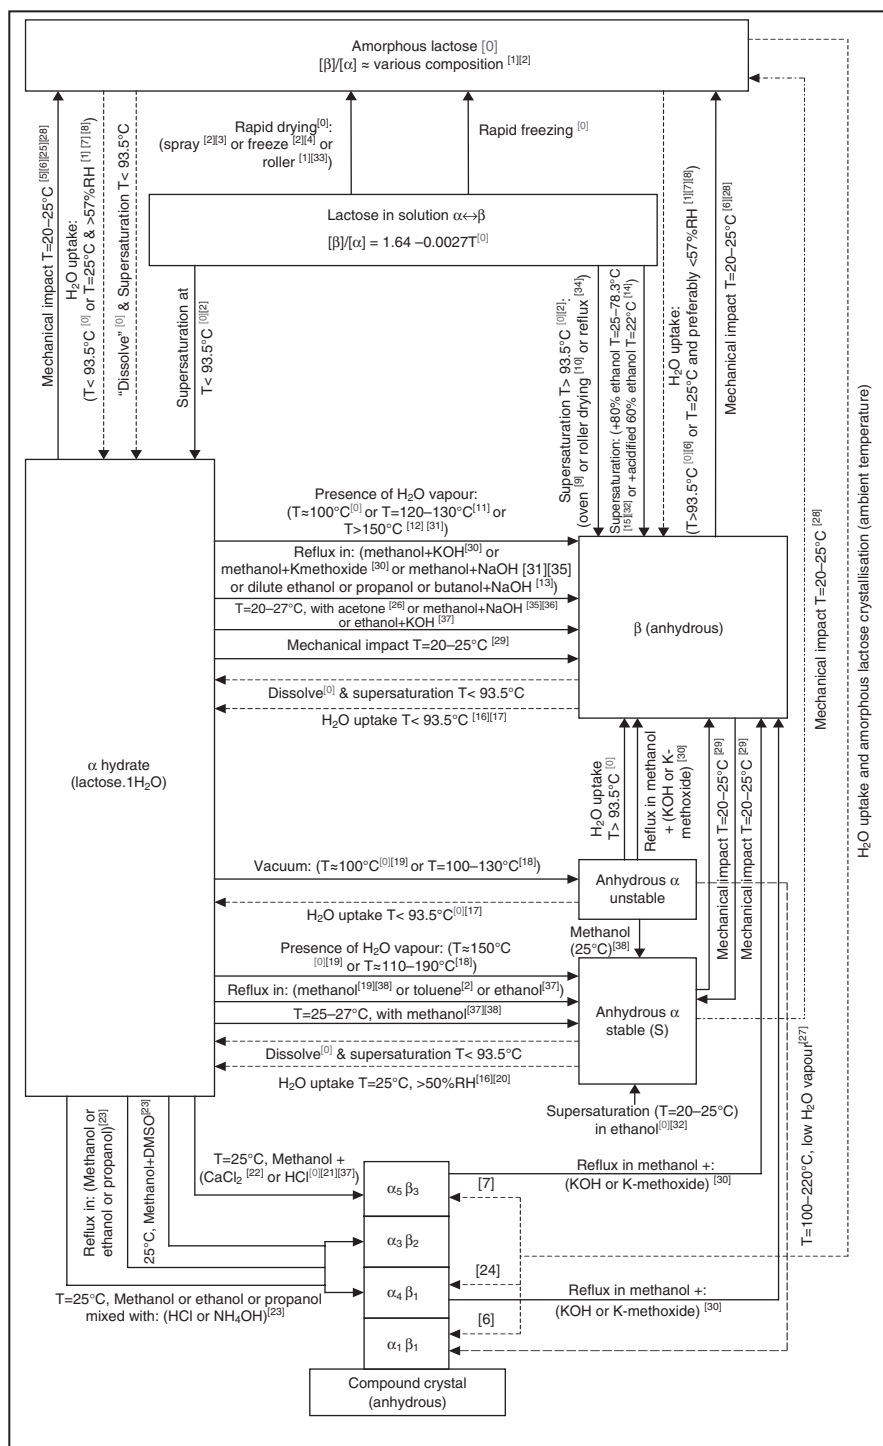 Amorphous lactose [0]
[β]/[α] ≈ various composition [1][2]
Mechanical impact T=20–25°C [5][6][25][28]
H2O uptake:
(T< 93.5°C [0] or T=25°C & >57%RH [1] [7] [8])
“Dissolve” [0] & Supersaturation T< 93.5°C
Rapid drying[0]:
(spray [2][3] or freeze [2][4] or
roller [1][33])
Rapid freezing [0]
Lactose in solution α↔β
[β]/[α] = 1.64 –0.0027T[0]
Supersaturation at
T< 93.5°C [0][2]
Supersaturation T> 93.5°C [0][2]:
(oven [9] or roller drying [10] or reflux [34])
Supersaturation: (+80% ethanol T=25–78.3°C
[15][32] or +acidified 60% ethanol T=22°C [14])
H2O uptake:
(T>93.5°C [0][6] or T=25°C and preferably <57%RH [1][7][8])
Mechanical impact T=20–25°C [6][28]
Mechanical impact T=20–25°C [28]
H2O uptake and amorphous lactose crystallisation (ambient temperature)
Presence of H2O vapour:
(T≈100°C[0] or T=120–130°C[11] or
T>150°C [12] [31])
Reflux in: (methanol+KOH[30] or
methanol+Kmethoxide [30] or methanol+NaOH [31][35]
or dilute ethanol or propanol or butanol+NaOH [13])
T=20–27°C, with acetone [26] or methanol+NaOH [35][36]
or ethanol+KOH [37]
Mechanical impact T=20–25°C [29]
Dissolve[0] & supersaturation T< 93.5°C
H2O uptake T< 93.5°C [16][17]
β (anhydrous)
α hydrate
(lactose.1H2O)
H2O uptake
T> 93.5°C [0]
Reflux in methanol
+ (KOH or K-
methoxide) [30]
Mechanical impact T=20–25°C [29]
Mechanical impact T=20–25°C [29]
Vacuum: (T≈100°C[0][19] or T=100–130°C[18])
H2O uptake T< 93.5°C[0][17]
Anhydrous α
unstable
Methanol
(25°C)[38]
Presence of H2O vapour: (T≈150°C
[0][19] or T≈110–190°C[18])
Reflux in: (methanol[19][38] or toluene[2] or ethanol[37])
T=25–27°C, with methanol[37][38]
Dissolve[0] & supersaturation T< 93.5°C
H2O uptake T=25°C, >50%RH[16][20]
Anhydrous α
stable (S)
Supersaturation (T=20–25°C)
in ethanol[0][32]
T=100–220°C, low H2O vapour[27]
Reflux in: (Methanol or
ethanol or propanol)[23]
25°C, Methanol+DMSO[23]
T=25°C, Methanol +
(CaCl2 [22] or HCl[0][21][37])
T=25°C, Methanol or ethanol or propanol
mixed with: (HCl or NH4OH)[23]
α5 β3
α3 β2
α4 β1
α1 β1
Compound crystal
(anhydrous)
Reflux in methanol +:
(KOH or K-methoxide) [30]
[7]
[24]
Reflux in methanol +:
(KOH or K-methoxide) [30]
[6]